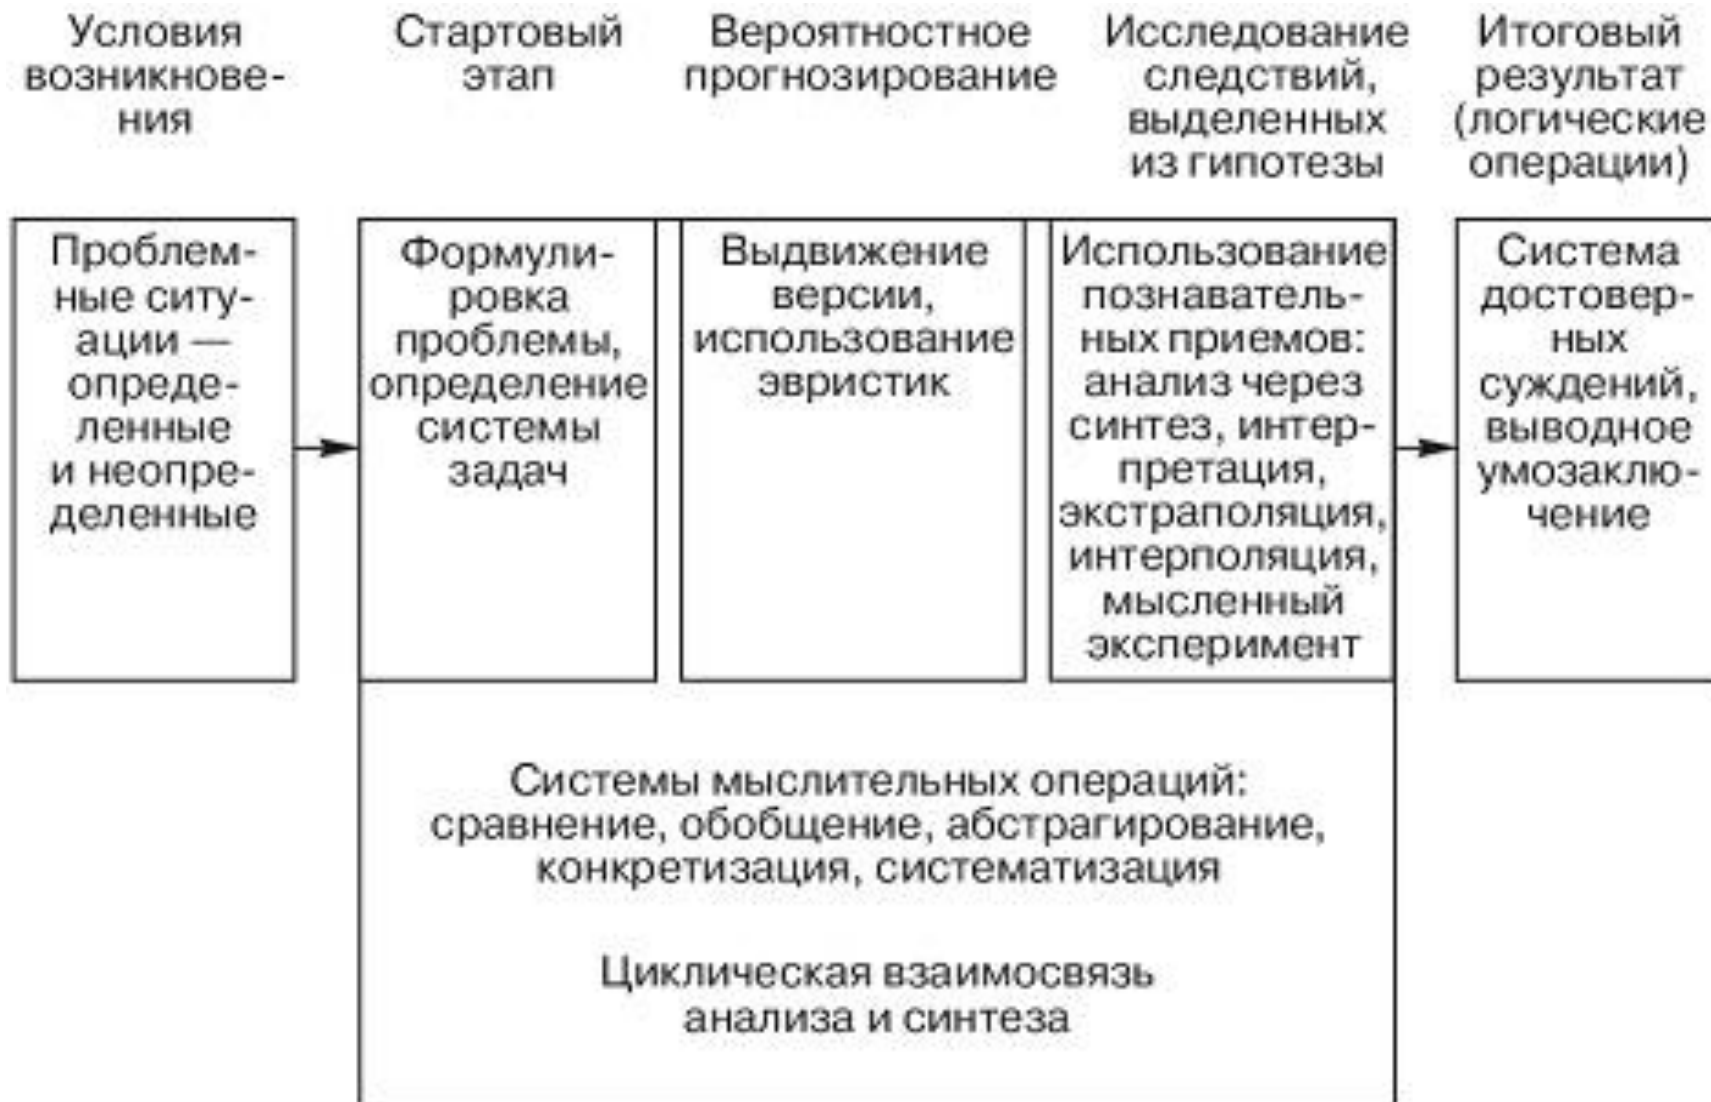 Условия
возникнове-
ния
Стартовый
этап
Вероятностное
прогнозирование
Исследование
следствий,
выделенных
из гипотезы
Итоговый
результат
(логические
операции)
Проблем-
ные ситу-
ации —
опреде-
ленные
и неопре-
деленные
Формули-
ровка
проблемы,
определение
системы
задач
Выдвижение
версии,
использование
эвристик
Использование
познаватель-
ных приемов:
анализ через
синтез, интер-
претация,
экстраполяция,
интерполяция,
мысленный
эксперимент
Система
достовер-
ных
суждений,
выводное
умозаклю-
чение
Системы мыслительных операций:
сравнение, обобщение, абстрагирование,
конкретизация, систематизация
Циклическая взаимосвязь
анализа и синтеза